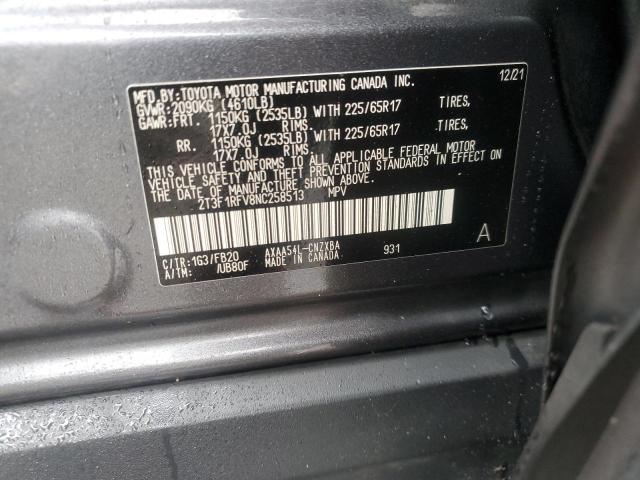 MFD.BY:TOYOTA MOTOR MANUFACTURING CANADA INC. 12/21
GVWR:2090KG (4610LB)
GAWR:FRT. 1150KG (2535LB) WITH 225/65R17 TIRES,
17X7.0J RIMS.
RR. 1150KG (2535LB) WITH 225/65R17 TIRES,
17X7.0J RIMS.
THIS VEHICLE CONFORMS TO ALL APPLICABLE FEDERAL MOTOR
VEHICLE SAFETY AND THEFT PREVENTION STANDARDS IN EFFECT ON
THE DATE OF MANUFACTURE SHOWN ABOVE.
2T3F1RFV8NC258513 MPV
C/TR:1G3/FB20 AXAA54L-CNZXBA 931 A
A/TM: /UB80F MADE IN CANADA